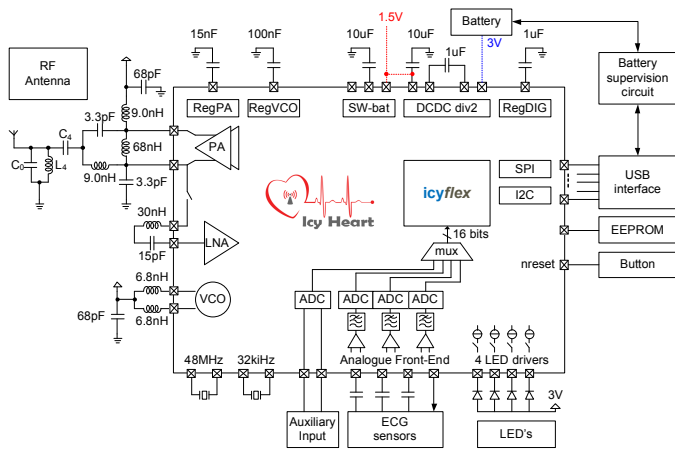 15nF
100nF
10uF
1.5V
10uF
1uF
Battery
3V
1uF
RF
Antenna
68pF
9.0nH
3.3pF
C4
C0
L4
68nH
9.0nH
3.3pF
RegPA
RegVCO
SW-bat
DCDC div2
RegDIG
Battery
supervision
circuit
PA
Icy Heart
icyflex
SPI
I2C
USB
interface
30nH
15pF
LNA
16 bits
mux
EEPROM
nreset
Button
6.8nH
6.8nH
68pF
VCO
ADC
ADC
ADC
ADC
Analogue Front-End
4 LED drivers
48MHz
32kiHz
3V
Auxiliary
Input
ECG
sensors
LED's